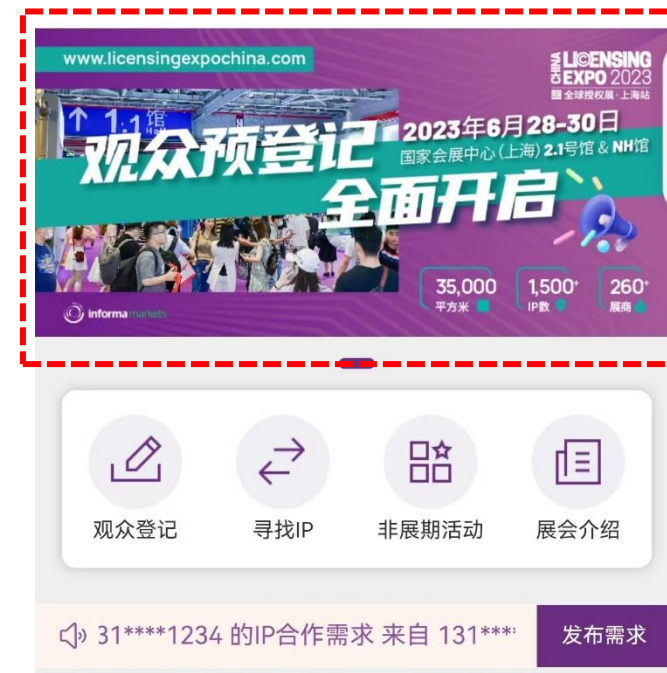 www.licensingexpochina.com
CHINA
LICENSING
EXPO 2023
全球授权展·上海站
1.1馆
Hall
观众预登记
全面开启
2023年6月28-30日
国家会展中心(上海) 2.1号馆 & NH馆
35,000
平方米
1,500+
IP数
260+
展商
informa markets
观众登记
寻找IP
非展期活动
展会介绍
31****1234 的IP合作需求 来自 131***
发布需求